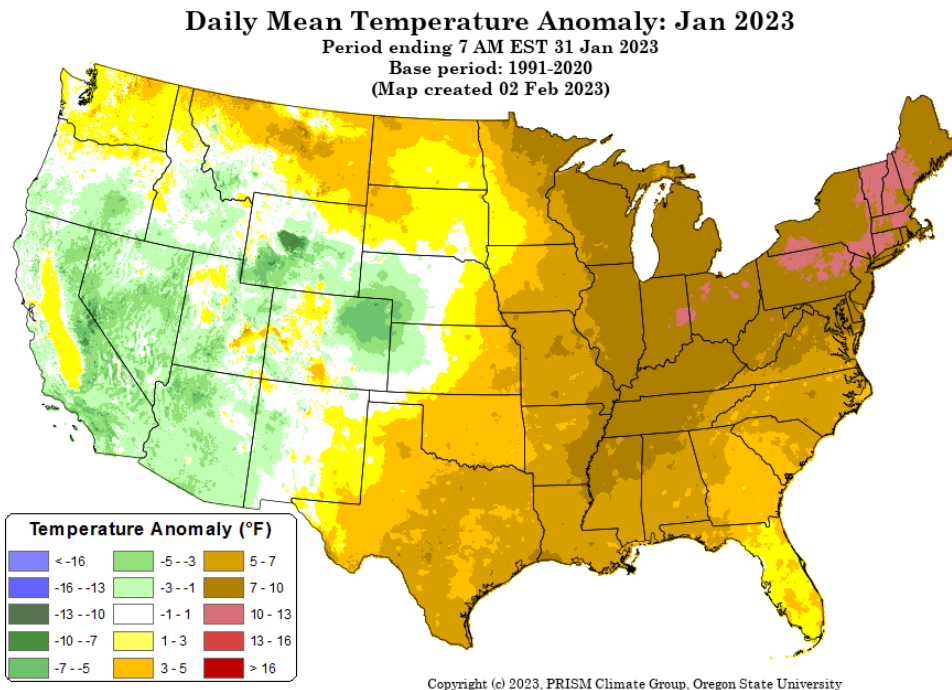 Daily Mean Temperature Anomaly: Jan 2023
Period ending 7 AM EST 31 Jan 2023
Base period: 1991-2020
(Map created 02 Feb 2023)
Temperature Anomaly (°F)
< -16
-16 --13
-13 --10
-10 --7
-7 --5
-5 --3
-3 --1
-1 - 1
1 - 3
3 - 5
5 - 7
7 - 10
10 - 13
13 - 16
> 16
Copyright (c) 2023, PRISM Climate Group, Oregon State University